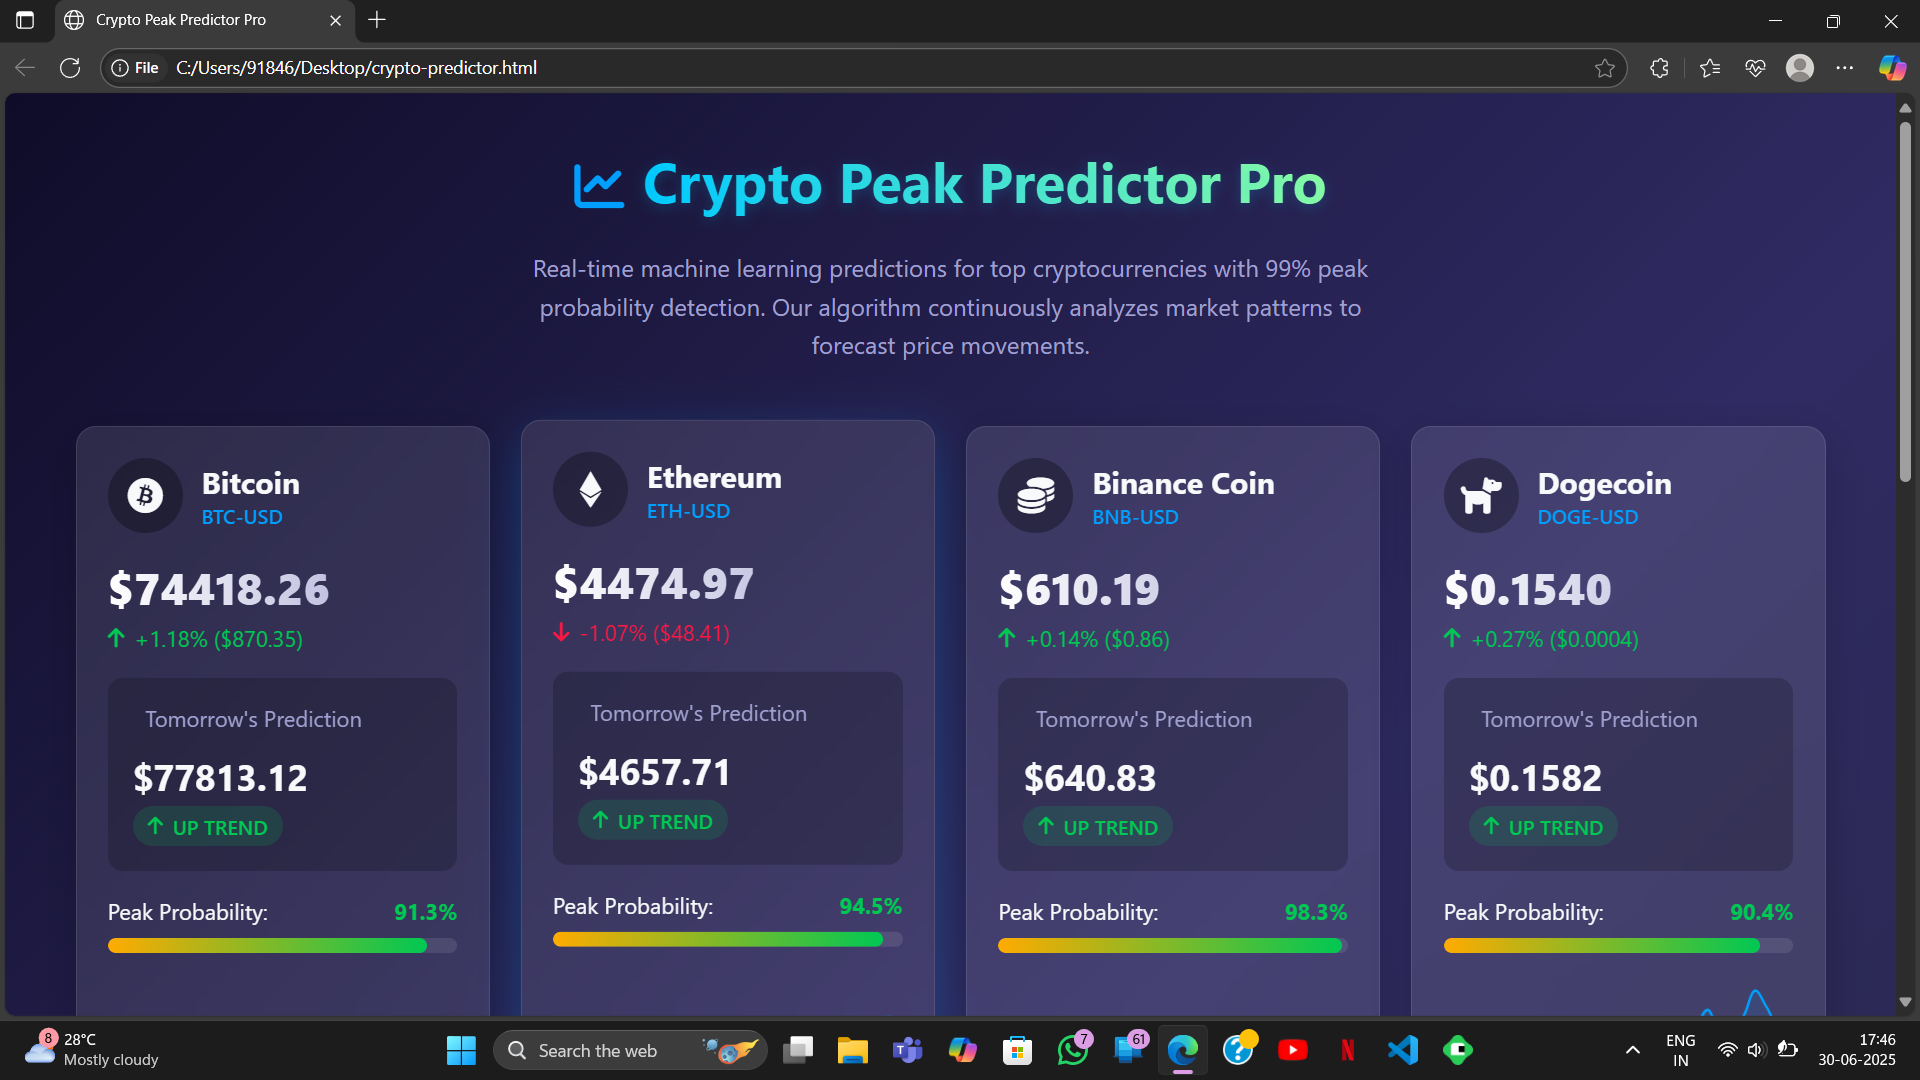 Crypto Peak Predictor Pro
File
C:/Users/91846/Desktop/crypto-predictor.html
Crypto Peak Predictor Pro
Real-time machine learning predictions for top cryptocurrencies with 99% peak
probability detection. Our algorithm continuously analyzes market patterns to
forecast price movements.
Bitcoin
BTC-USD
$74418.26
+1.18% ($870.35)
Tomorrow's Prediction
$77813.12
UP TREND
Peak Probability: 91.3%
Ethereum
ETH-USD
$4474.97
-1.07% ($48.41)
Tomorrow's Prediction
$4657.71
UP TREND
Peak Probability: 94.5%
Binance Coin
BNB-USD
$610.19
+0.14% ($0.86)
Tomorrow's Prediction
$640.83
UP TREND
Peak Probability: 98.3%
Dogecoin
DOGE-USD
$0.1540
+0.27% ($0.0004)
Tomorrow's Prediction
$0.1582
UP TREND
Peak Probability: 90.4%
8
28°C
Mostly cloudy
Search the web
7
61
ENG
IN
17:46
30-06-2025